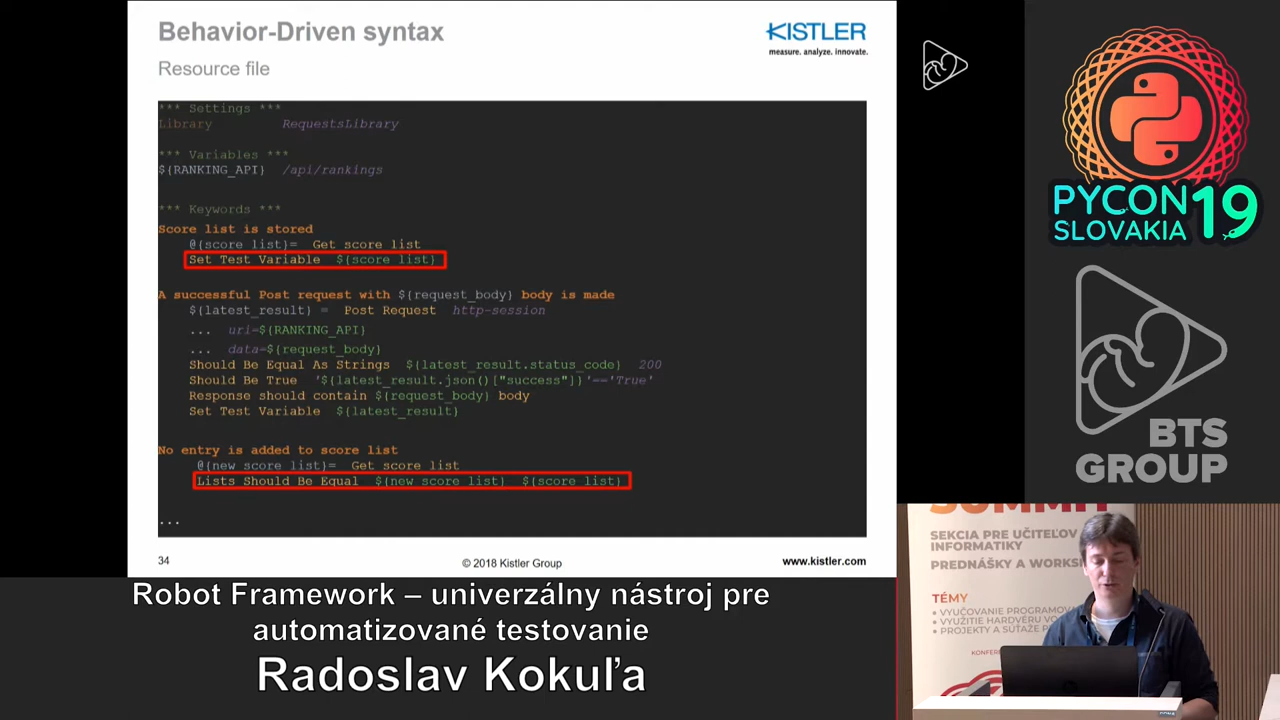 Behavior-Driven syntax
KISTLER
measure. analyze. innovate.
Resource file
*** Settings ***
Library RequestsLibrary
*** Variables ***
${RANKING_API} /api/rankings
*** Keywords ***
Score list is stored
@{score list}= Get score list
Set Test Variable ${score list}
A successful Post request with ${request_body} body is made
${latest_result} = Post Request http-session
... uri=${RANKING_API}
... data=${request_body}
Should Be Equal As Strings ${latest_result.status_code} 200
Should Be True '${latest_result.json()["success"]}'=='True'
Response should contain ${request_body} body
Set Test Variable ${latest_result}
No entry is added to score list
@{new score list}= Get score list
Lists Should Be Equal ${new score list} ${score list}
...
34
© 2018 Kistler Group
www.kistler.com
PYCON
SLOVAKIA
19
BTS
GROUP
SUMMIT
SEKCIA PRE UČITEĽOV
INFORMATIKY
PREDNÁŠKY A
TÉMY
• VYUČOVANIE
• VYUŽITIE HARDVÉRU
• PROJEKTY A SÚŤAŽE
Robot Framework – univerzálny nástroj pre
automatizované testovanie
Radoslav Kokuľa